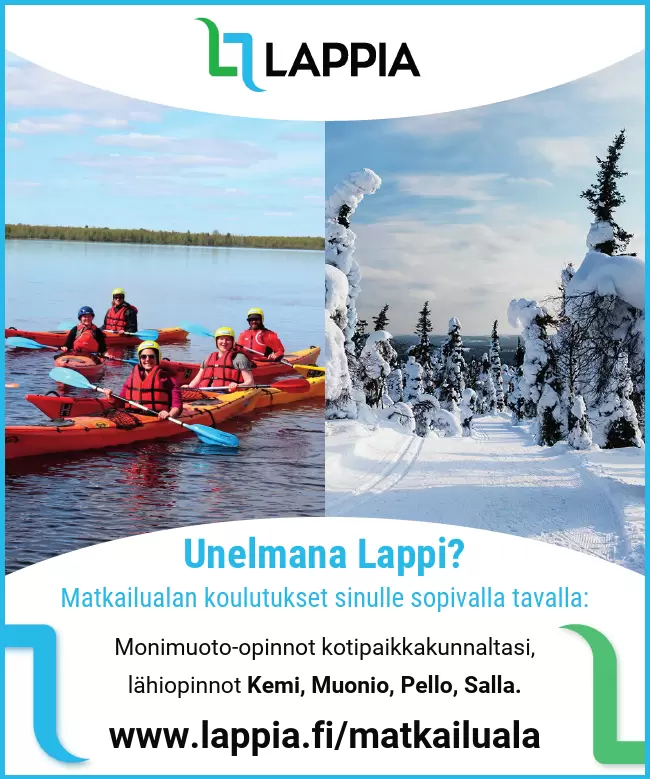 LAPPIA
Unelmana Lappi?
Matkailualan koulutukset sinulle sopivalla tavalla:
Monimuoto-opinnot kotipaikkakunnaltasi,
lähiopinnot Kemi, Muonio, Pello, Salla.
www.lappia.fi/matkailuala